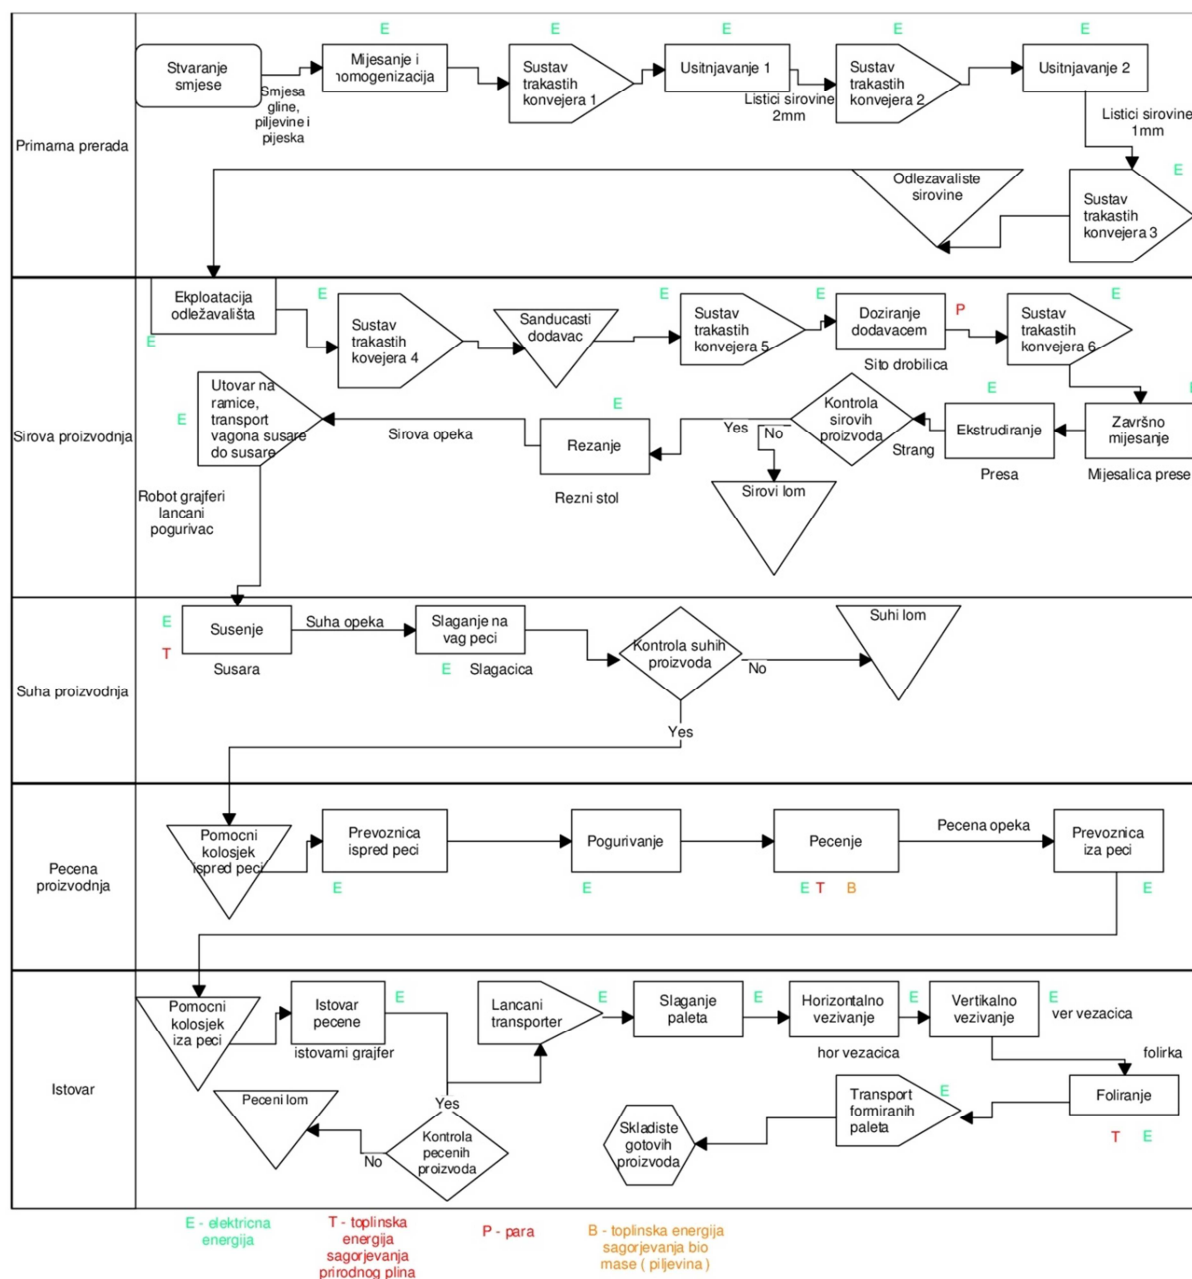 Primarna prerada
Stvaranje
smjese
Smjesa
gline,
piljevine i
pijeska
E
Mijesanje i
homogenizacija
E
Sustav
trakastih
konvejera 1
E
Usitnjavanje 1
Listici sirovine
2mm
E
Sustav
trakastih
konvejera 2
E
Usitnjavanje 2
Listici sirovine
1mm
E
Sustav
trakastih
konvejera 3
Odlezavaliste
sirovine
Sirova proizvodnja
Ekploatacija
odležavališta
E
E
Sustav
trakastih
kovejera 4
Sanducasti
dodavac
E
Sustav
trakastih
konvejera 5
E
Doziranje
dodavacem
P
Sito drobilica
E
Sustav
trakastih
konvejera 6
E
Završno
mijesanje
Mijesalica prese
E
Ekstrudiranje
Presa
Strang
Kontrola
sirovih
proizvoda
Yes
No
Sirovi lom
E
Rezanje
Rezni stol
Sirova opeka
E
Utovar na
ramice,
transport
vagona susare
do susare
Robot grajferi
lancani
pogurivac
Suha proizvodnja
E
T
Susenje
Susara
Suha opeka
Slaganje na
vag peci
E
Slagacica
Kontrola suhih
proizvoda
No
Yes
Suhi lom
Pecena
proizvodnja
Pomocni
kolosjek
ispred peci
Prevoznica
ispred peci
E
Pogurivanje
E
Pecenje
E T B
Pecena opeka
Prevoznica
iza peci
E
Istovar
Pomocni
kolosjek
iza peci
Istovar
pecene
E
istovarni grajfer
Lancani
transporter
E
Slaganje
paleta
E
Horizontalno
vezivanje
E
hor vezacica
Vertikalno
vezivanje
E
ver vezacica
folirka
Foliranje
T E
Transport
formiranih
paleta
E
Skladiste
gotovih
proizvoda
Peceni lom
Yes
No
Kontrola
pecenih
proizvoda
E - elektricna
energija
T - toplinska
energija
sagorjevanja
prirodnog plina
P - para
B - toplinska energija
sagorjevanja bio
mase ( piljevina )